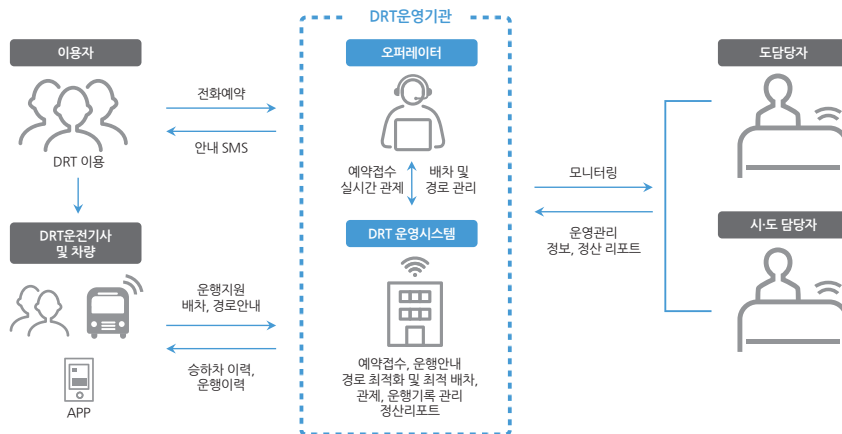 DRT운영기관
이용자
오퍼레이터
도담당자
전화예약
안내 SMS
DRT 이용
예약접수
실시간 관제
배차 및
경로 관리
모니터링
운영관리
정보, 정산 리포트
DRT운전기사
및 차량
DRT 운영시스템
시·도 담당자
운행지원
배차, 경로안내
승하차 이력,
운행이력
APP
예약접수, 운행안내
경로 최적화 및 최적 배차,
관제, 운행기록 관리
정산리포트